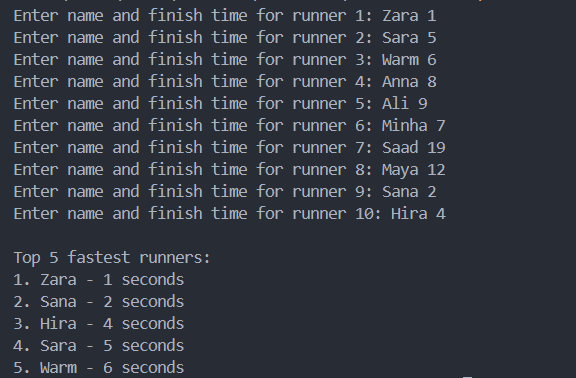 Enter name and finish time for runner 1: Zara 1
Enter name and finish time for runner 2: Sara 5
Enter name and finish time for runner 3: Warm 6
Enter name and finish time for runner 4: Anna 8
Enter name and finish time for runner 5: Ali 9
Enter name and finish time for runner 6: Minha 7
Enter name and finish time for runner 7: Saad 19
Enter name and finish time for runner 8: Maya 12
Enter name and finish time for runner 9: Sana 2
Enter name and finish time for runner 10: Hira 4
Top 5 fastest runners:
1. Zara - 1 seconds
2. Sana - 2 seconds
3. Hira - 4 seconds
4. Sara - 5 seconds
5. Warm - 6 seconds